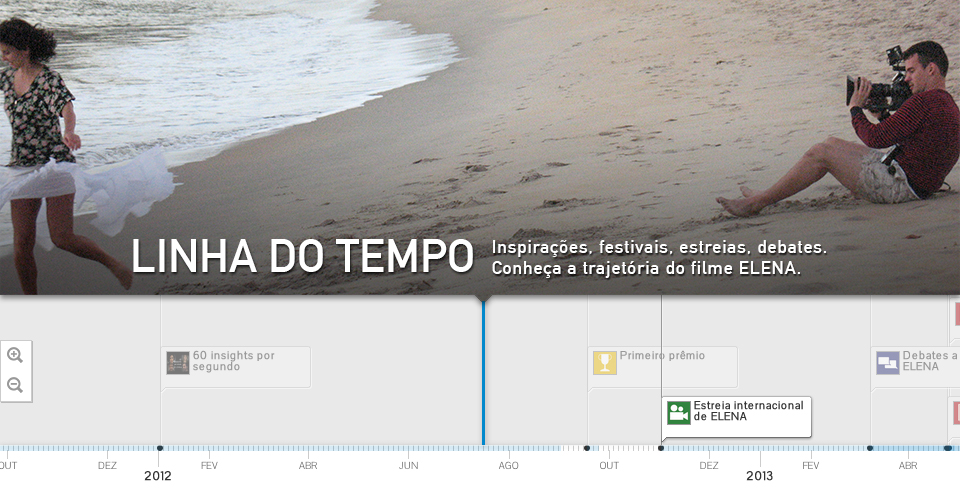 LINHA DO TEMPO
Inspirações, festivais, estreias, debates.
Conheça a trajetória do filme ELENA.
60 insights por
segundo
Primeiro prêmio
Debates a
ELENA
Estreia internacional
de ELENA
OUT DEZ FEV ABR JUN AGO OUT DEZ FEV ABR
2012 2013